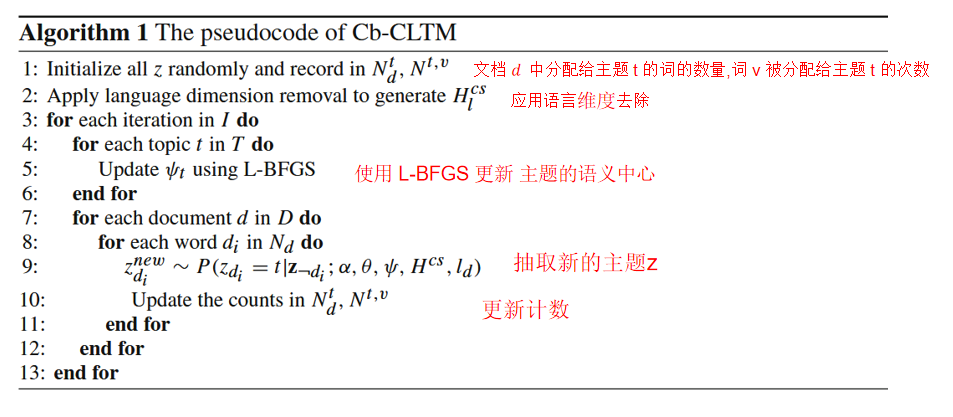 Algorithm 1 The pseudocode of Cb-CLTM
1: Initialize all z randomly and record in N_d^t, N^{t,v} 文档 d 中分配给主题 t 的词的数量,词 v 被分配给主题 t 的次数
2: Apply language dimension removal to generate H_l^{cs} 应用语言维度去除
3: for each iteration in I do
4: for each topic t in T do
5: Update ψ_t using L-BFGS 使用 L-BFGS 更新 主题的语义中心
6: end for
7: for each document d in D do
8: for each word d_i in N_d do
9: z_{d_i}^{new} ∼ P(z_{d_i} = t|z_{¬d_i}; α, θ, ψ, H^{cs}, l_d) 抽取新的主题z
10: Update the counts in N_d^t, N^{t,v} 更新计数
11: end for
12: end for
13: end for